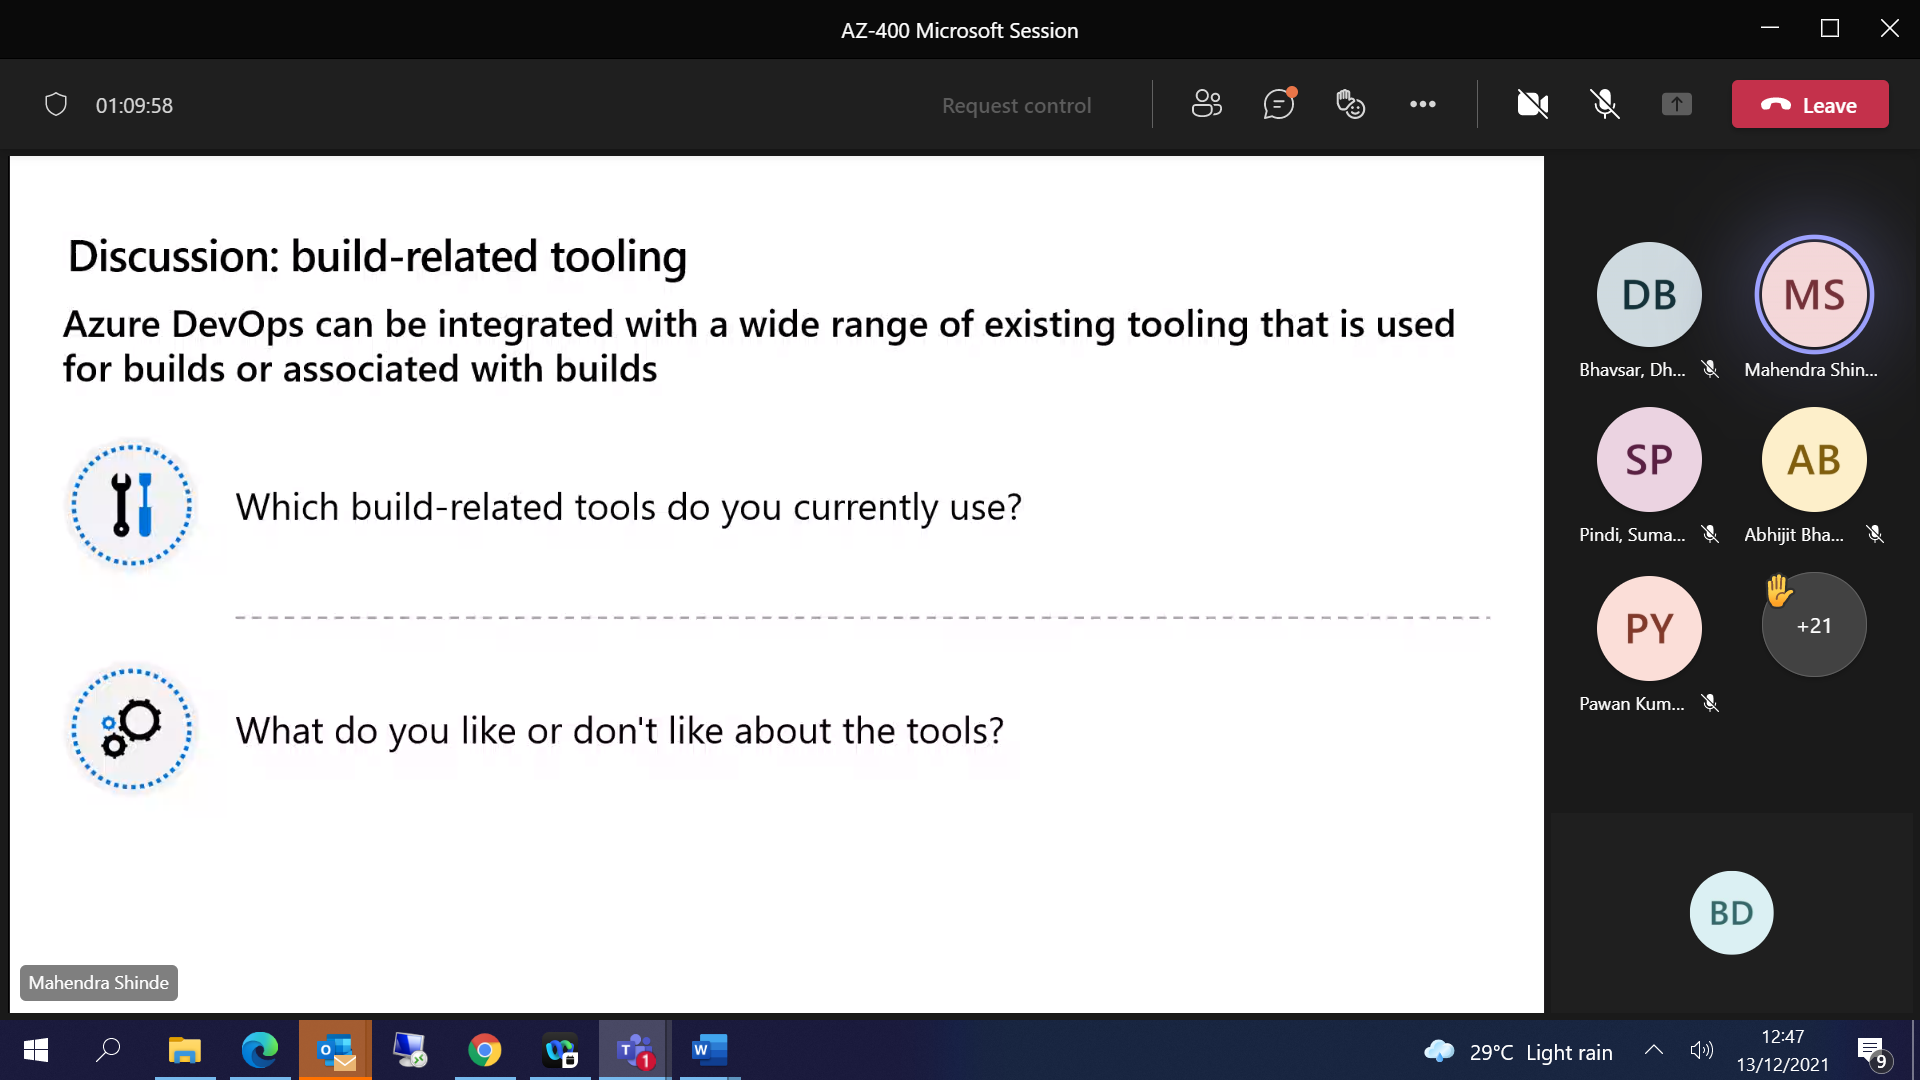 AZ-400 Microsoft Session
01:09:58
Request control
Leave
Discussion: build-related tooling
Azure DevOps can be integrated with a wide range of existing tooling that is used
for builds or associated with builds
Which build-related tools do you currently use?
What do you like or don't like about the tools?
Mahendra Shinde
DB
MS
Bhavsar, Dh...
Mahendra Shin...
SP
AB
Pindi, Suma...
Abhijit Bha...
PY
+21
Pawan Kum...
BD
O
T
1
W
29°C Light rain
12:47
13/12/2021
9